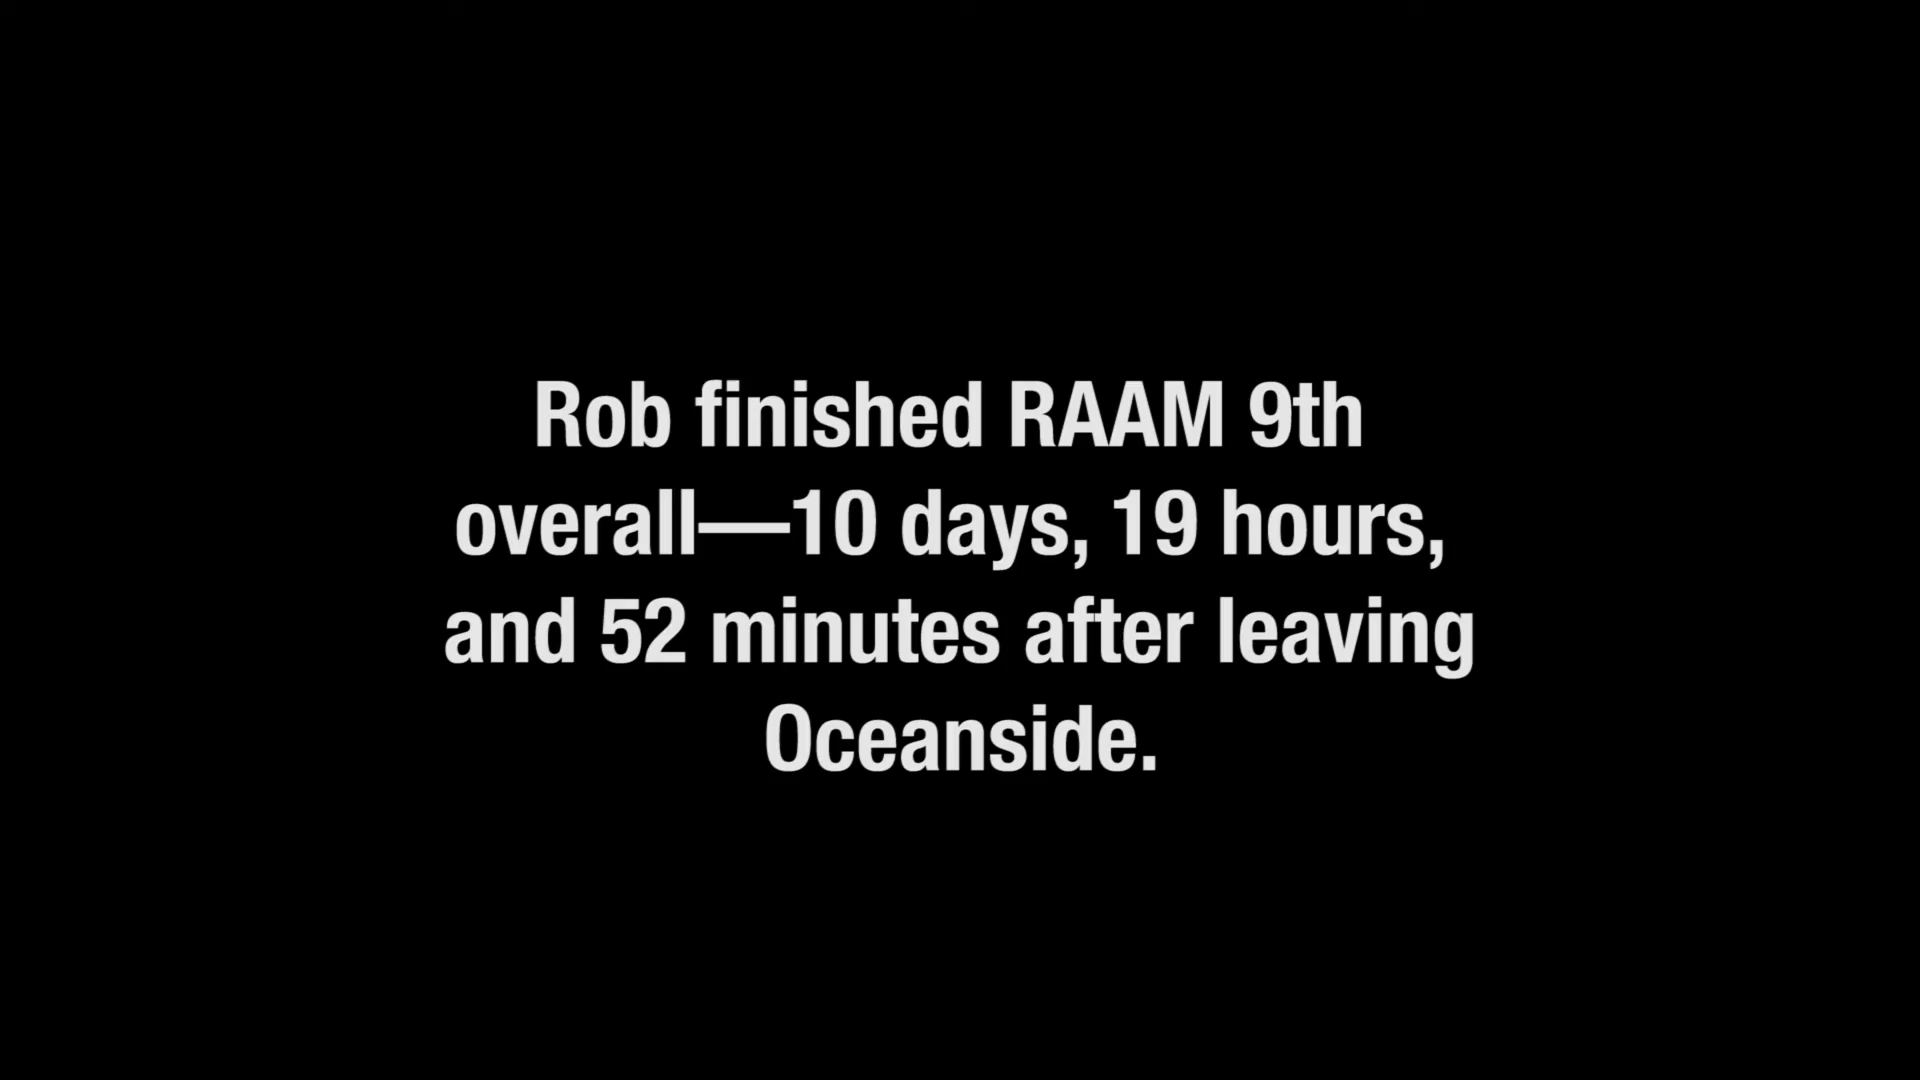 Rob finished RAAM 9th
overall—10 days, 19 hours,
and 52 minutes after leaving
Oceanside.